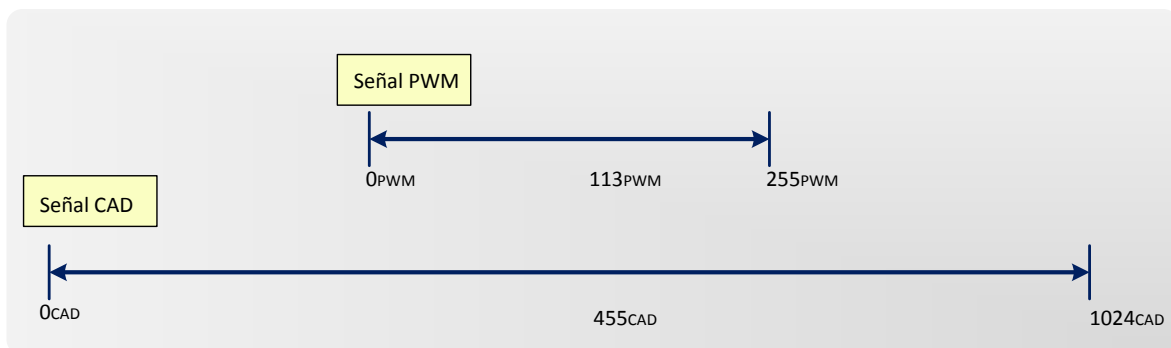 Señal PWM
0PWM 113PWM 255PWM
Señal CAD
0CAD 455CAD 1024CAD